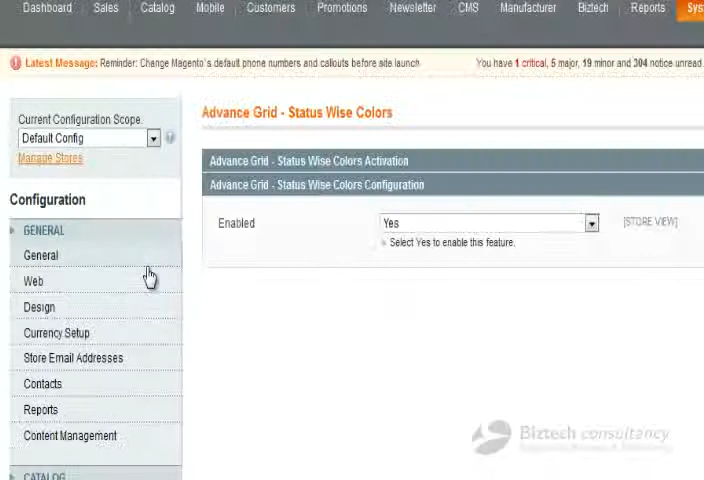 Dashboard Sales Catalog Mobile Customers Promotions Newsletter CMS Manufacturer Biztech Reports Sys
Latest Message: Reminder: Change Magento's default phone numbers and callouts before site launch You have 1 critical, 5 major, 19 minor and 304 notice unread
Current Configuration Scope:
Default Config
Manage Stores
Advance Grid - Status Wise Colors
Advance Grid - Status Wise Colors Activation
Advance Grid - Status Wise Colors Configuration
Enabled Yes [STORE VIEW]
Select Yes to enable this feature.
Configuration
GENERAL
General
Web
Design
Currency Setup
Store Email Addresses
Contacts
Reports
Content Management
CATALOG
Biztech consultancy